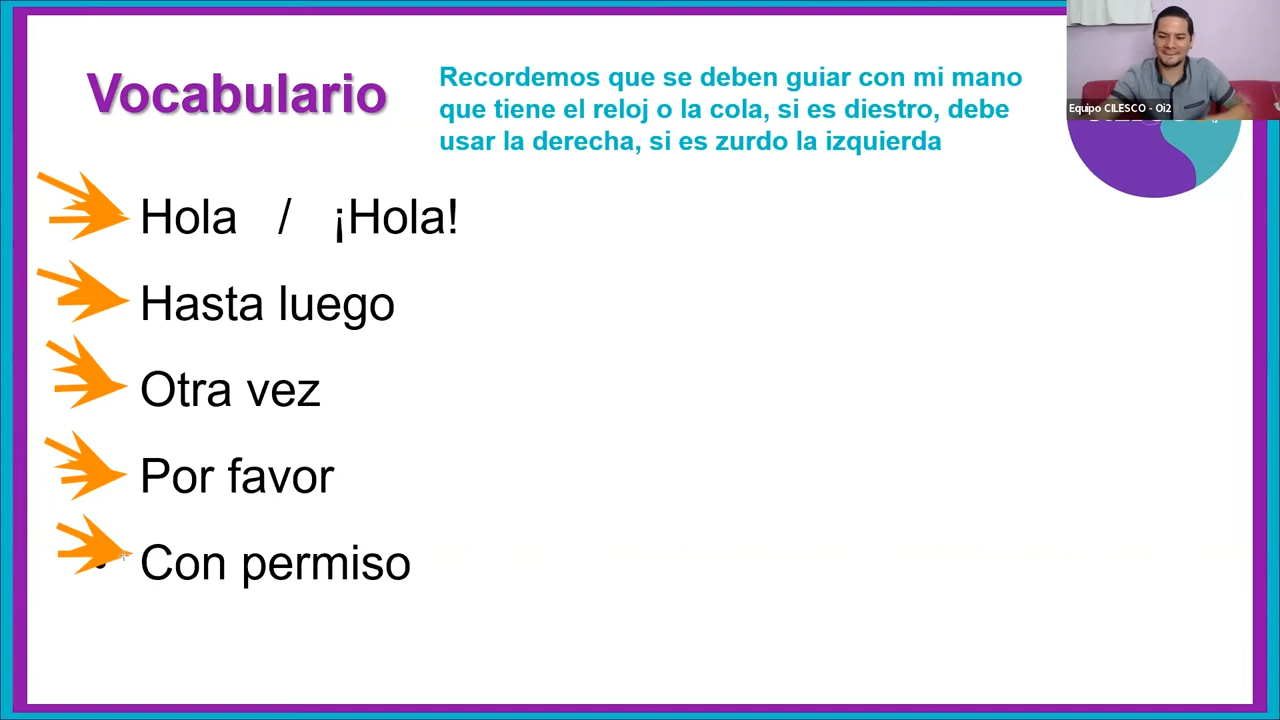 Vocabulario
Recordemos que se deben guiar con mi mano
que tiene el reloj o la cola, si es diestro, debe
usar la derecha, si es zurdo la izquierda
Equipo CILESCO - Oi2
Hola / ¡Hola!
Hasta luego
Otra vez
Por favor
Con permiso